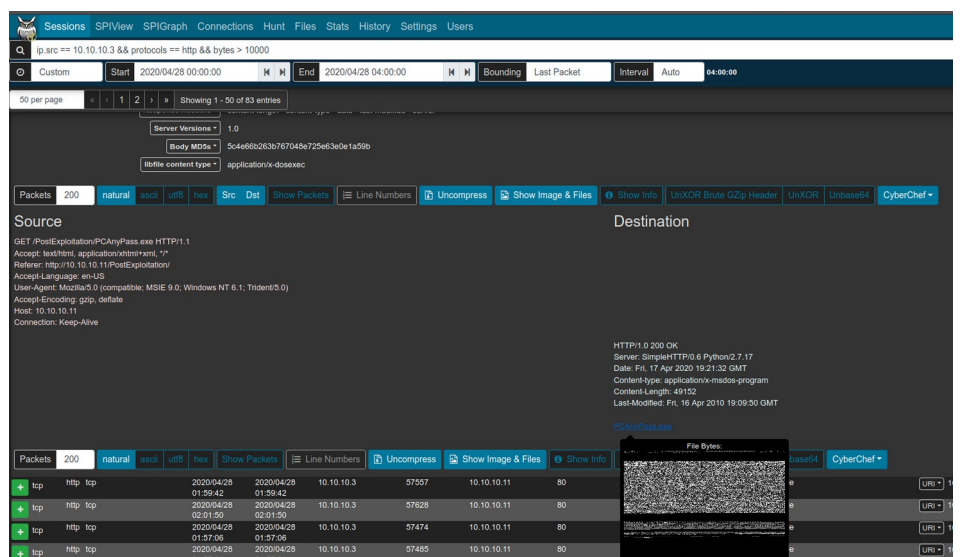 Sessions SPIView SPIGraph Connections Hunt Files Stats History Settings Users
ip.src == 10.10.10.3 && protocols == http && bytes > 10000
Custom Start 2020/04/28 00:00:00 End 2020/04/28 04:00:00 Bounding Last Packet Interval Auto 04:00:00
50 per page « ‹ 1 2 › » Showing 1 - 50 of 83 entries
Server Versions 1.0
Body MD5s 5c4e66b263b767048e725e63e0e1a59b
libfile content type application/x-dosexec
Packets 200 natural ascii utf8 hex Src Dst Show Packets Line Numbers Uncompress Show Image & Files Show Info UnXOR Brute GZip Header UnXOR Unbase64 CyberChef
Source
GET /PostExploitation/PCAnyPass.exe HTTP/1.1
Accept: text/html, application/xhtml+xml, */*
Referer: http://10.10.10.11/PostExploitation/
Accept-Language: en-US
User-Agent: Mozilla/5.0 (compatible; MSIE 9.0; Windows NT 6.1; Trident/5.0)
Accept-Encoding: gzip, deflate
Host: 10.10.10.11
Connection: Keep-Alive
Destination
HTTP/1.0 200 OK
Server: SimpleHTTP/0.6 Python/2.7.17
Date: Fri, 17 Apr 2020 19:21:32 GMT
Content-type: application/x-msdos-program
Content-Length: 49152
Last-Modified: Fri, 16 Apr 2010 19:09:50 GMT
PCAnyPass.exe
File Bytes:
Packets 200 natural ascii utf8 hex Show Packets Line Numbers Uncompress Show Image & Files Show Info base64 CyberChef
tcp http tcp 2020/04/28 01:59:42 2020/04/28 01:59:42 10.10.10.3 57557 10.10.10.11 80 e URI
tcp http tcp 2020/04/28 02:01:50 2020/04/28 02:01:50 10.10.10.3 57628 10.10.10.11 80 e URI
tcp http tcp 2020/04/28 01:57:06 2020/04/28 01:57:06 10.10.10.3 57474 10.10.10.11 80 e URI
tcp http tcp 2020/04/28 2020/04/28 10.10.10.3 57485 10.10.10.11 80 e URI